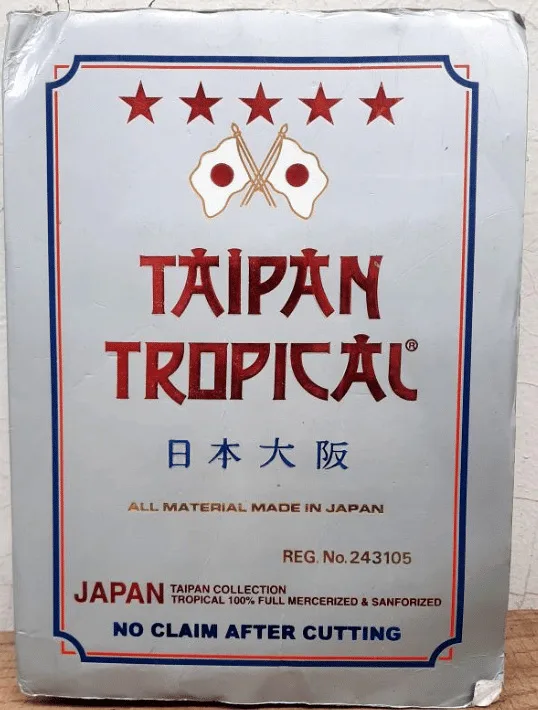 TAIPAN
TROPICAL®
日本大阪
ALL MATERIAL MADE IN JAPAN
REG. No. 243105
JAPAN TAIPAN COLLECTION
TROPICAL 100% FULL MERCERIZED & SANFORIZED
NO CLAIM AFTER CUTTING